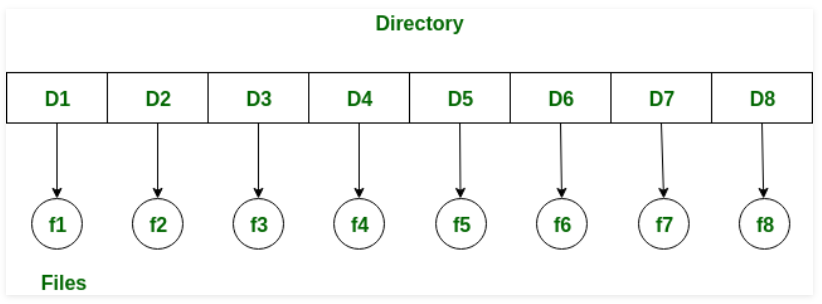 Directory
D1 D2 D3 D4 D5 D6 D7 D8
f1 f2 f3 f4 f5 f6 f7 f8
Files